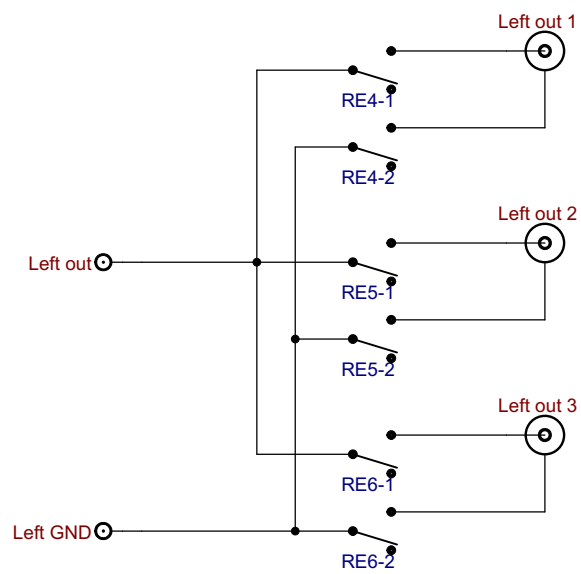 Left out 1
RE4-1
RE4-2
Left out 2
Left out
RE5-1
RE5-2
Left out 3
RE6-1
Left GND
RE6-2